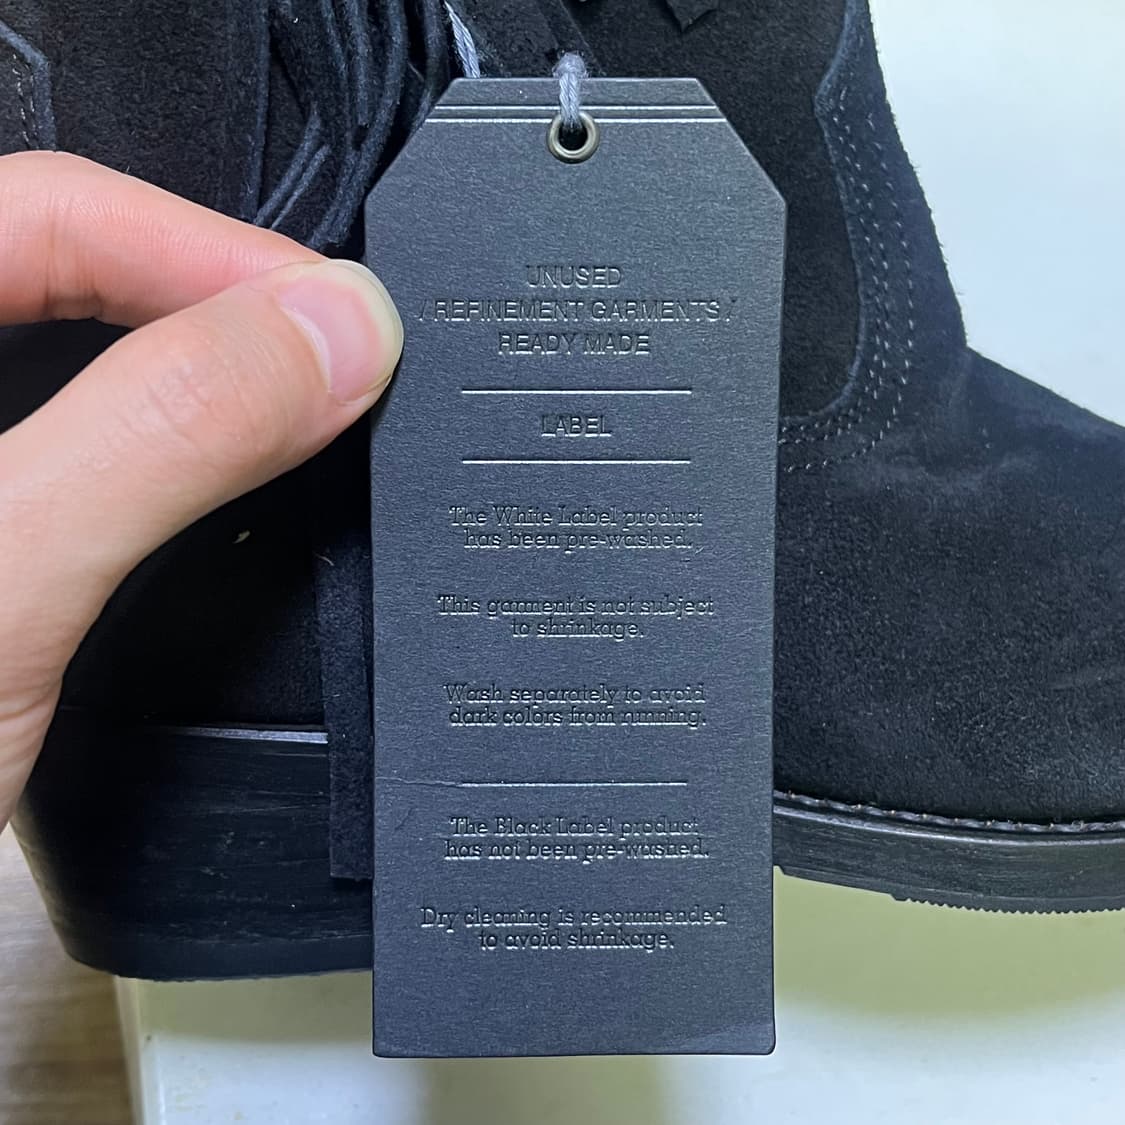 UNUSED
/ REFINEMENT GARMENTS /
READY MADE
LABEL
The White Label product
has been pre-washed.
This garment is not subject
to shrinkage.
Wash separately to avoid
dark colors from running.
The Black Label product
has not been pre-washed.
Dry cleaning is recommended
to avoid shrinkage.